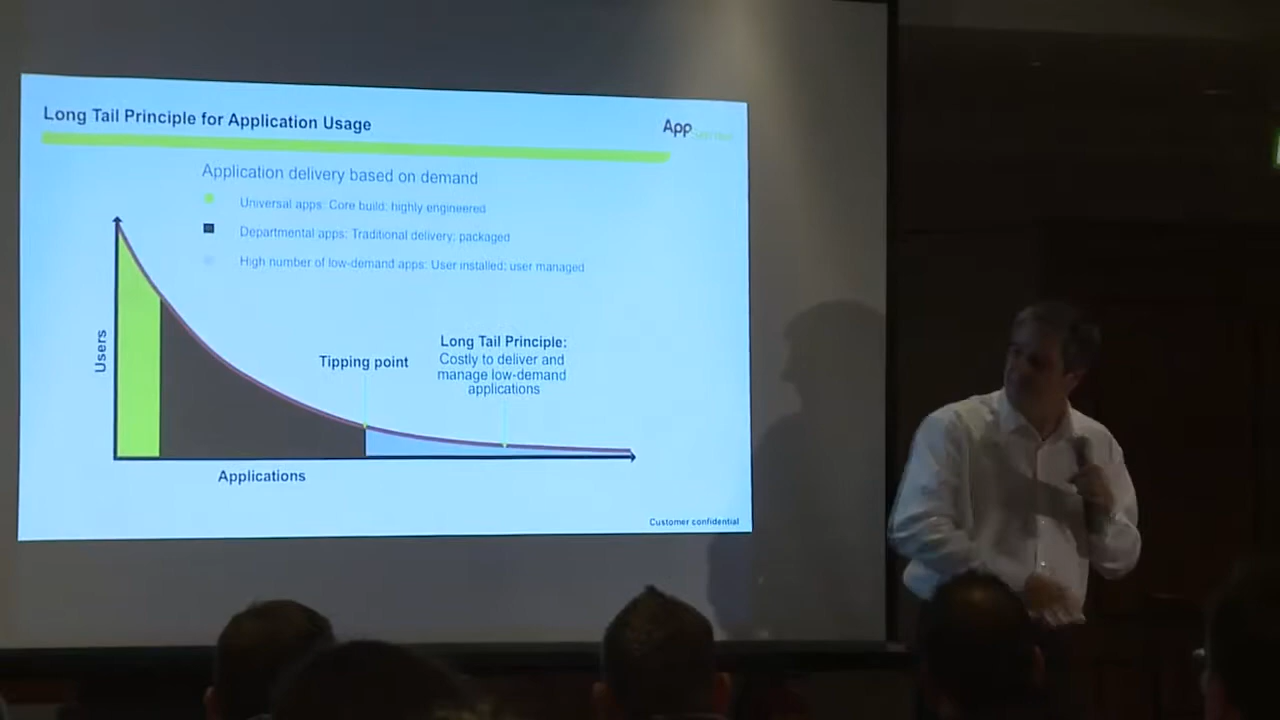 Long Tail Principle for Application Usage
AppSense
Application delivery based on demand
Universal apps: Core build: highly engineered
Departmental apps: Traditional delivery; packaged
High number of low-demand apps: User installed; user managed
Users
Tipping point
Long Tail Principle:
Costly to deliver and
manage low-demand
applications
Applications
Customer confidential